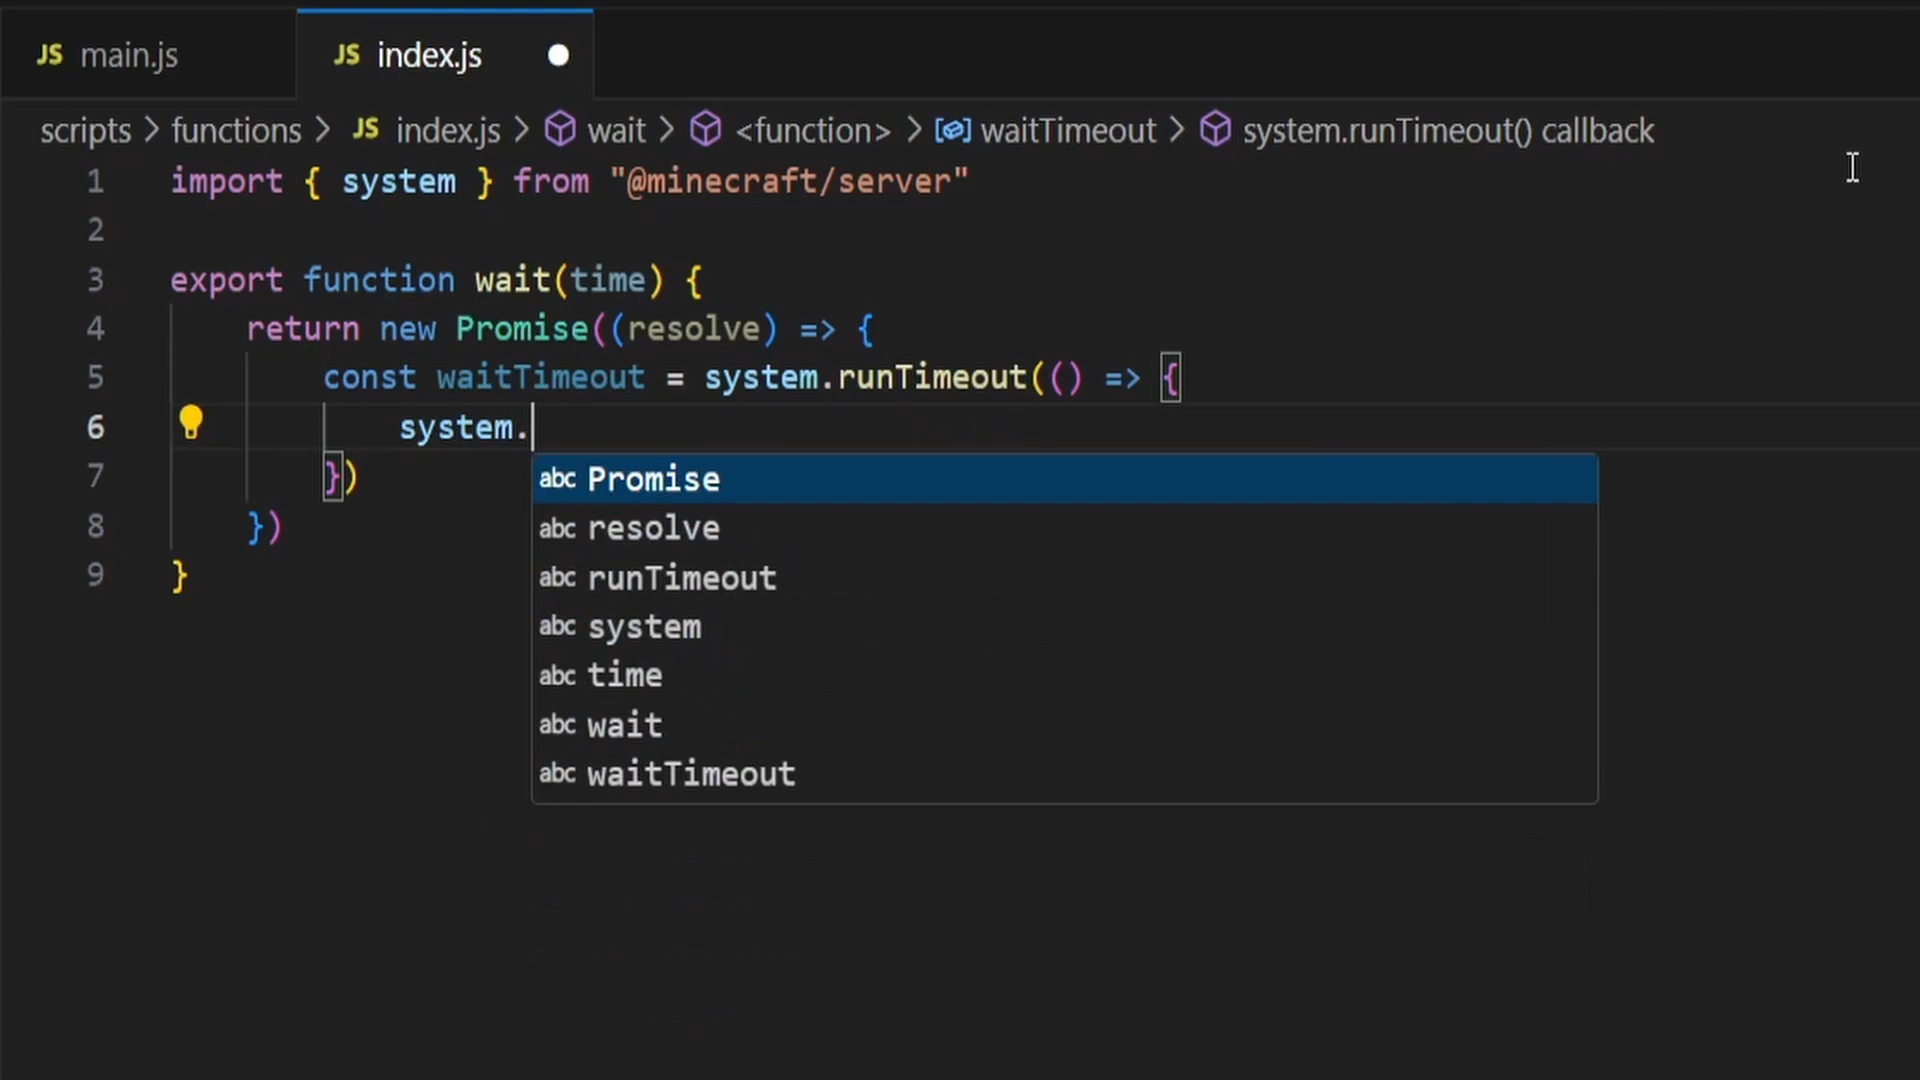 JS main.js
JS index.js
scripts > functions > JS index.js > wait > <function> > waitTimeout > system.runTimeout() callback
1 import { system } from "@minecraft/server"
2
3 export function wait(time) {
4 return new Promise((resolve) => {
5 const waitTimeout = system.runTimeout(() => {
6 system.
7 })
8 })
9 }
abc Promise
abc resolve
abc runTimeout
abc system
abc time
abc wait
abc waitTimeout